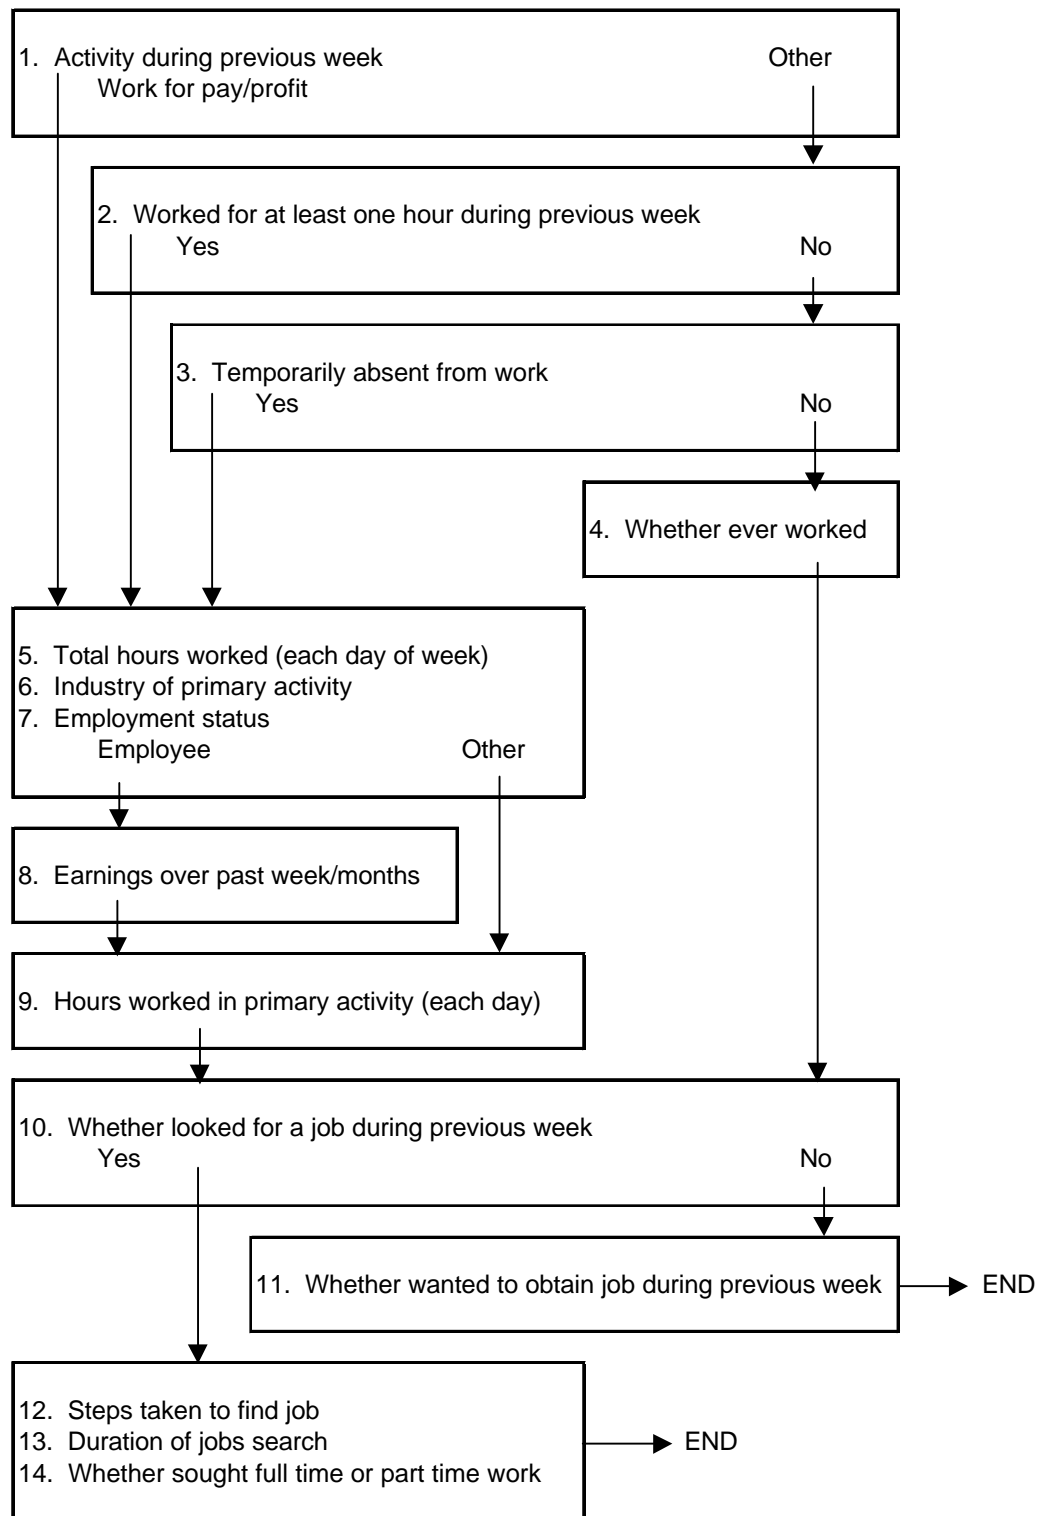 1. Activity during previous week Other
Work for pay/profit
2. Worked for at least one hour during previous week
Yes No
3. Temporarily absent from work
Yes No
4. Whether ever worked
5. Total hours worked (each day of week)
6. Industry of primary activity
7. Employment status
Employee Other
8. Earnings over past week/months
9. Hours worked in primary activity (each day)
10. Whether looked for a job during previous week
Yes No
11. Whether wanted to obtain job during previous week END
12. Steps taken to find job
13. Duration of jobs search END
14. Whether sought full time or part time work